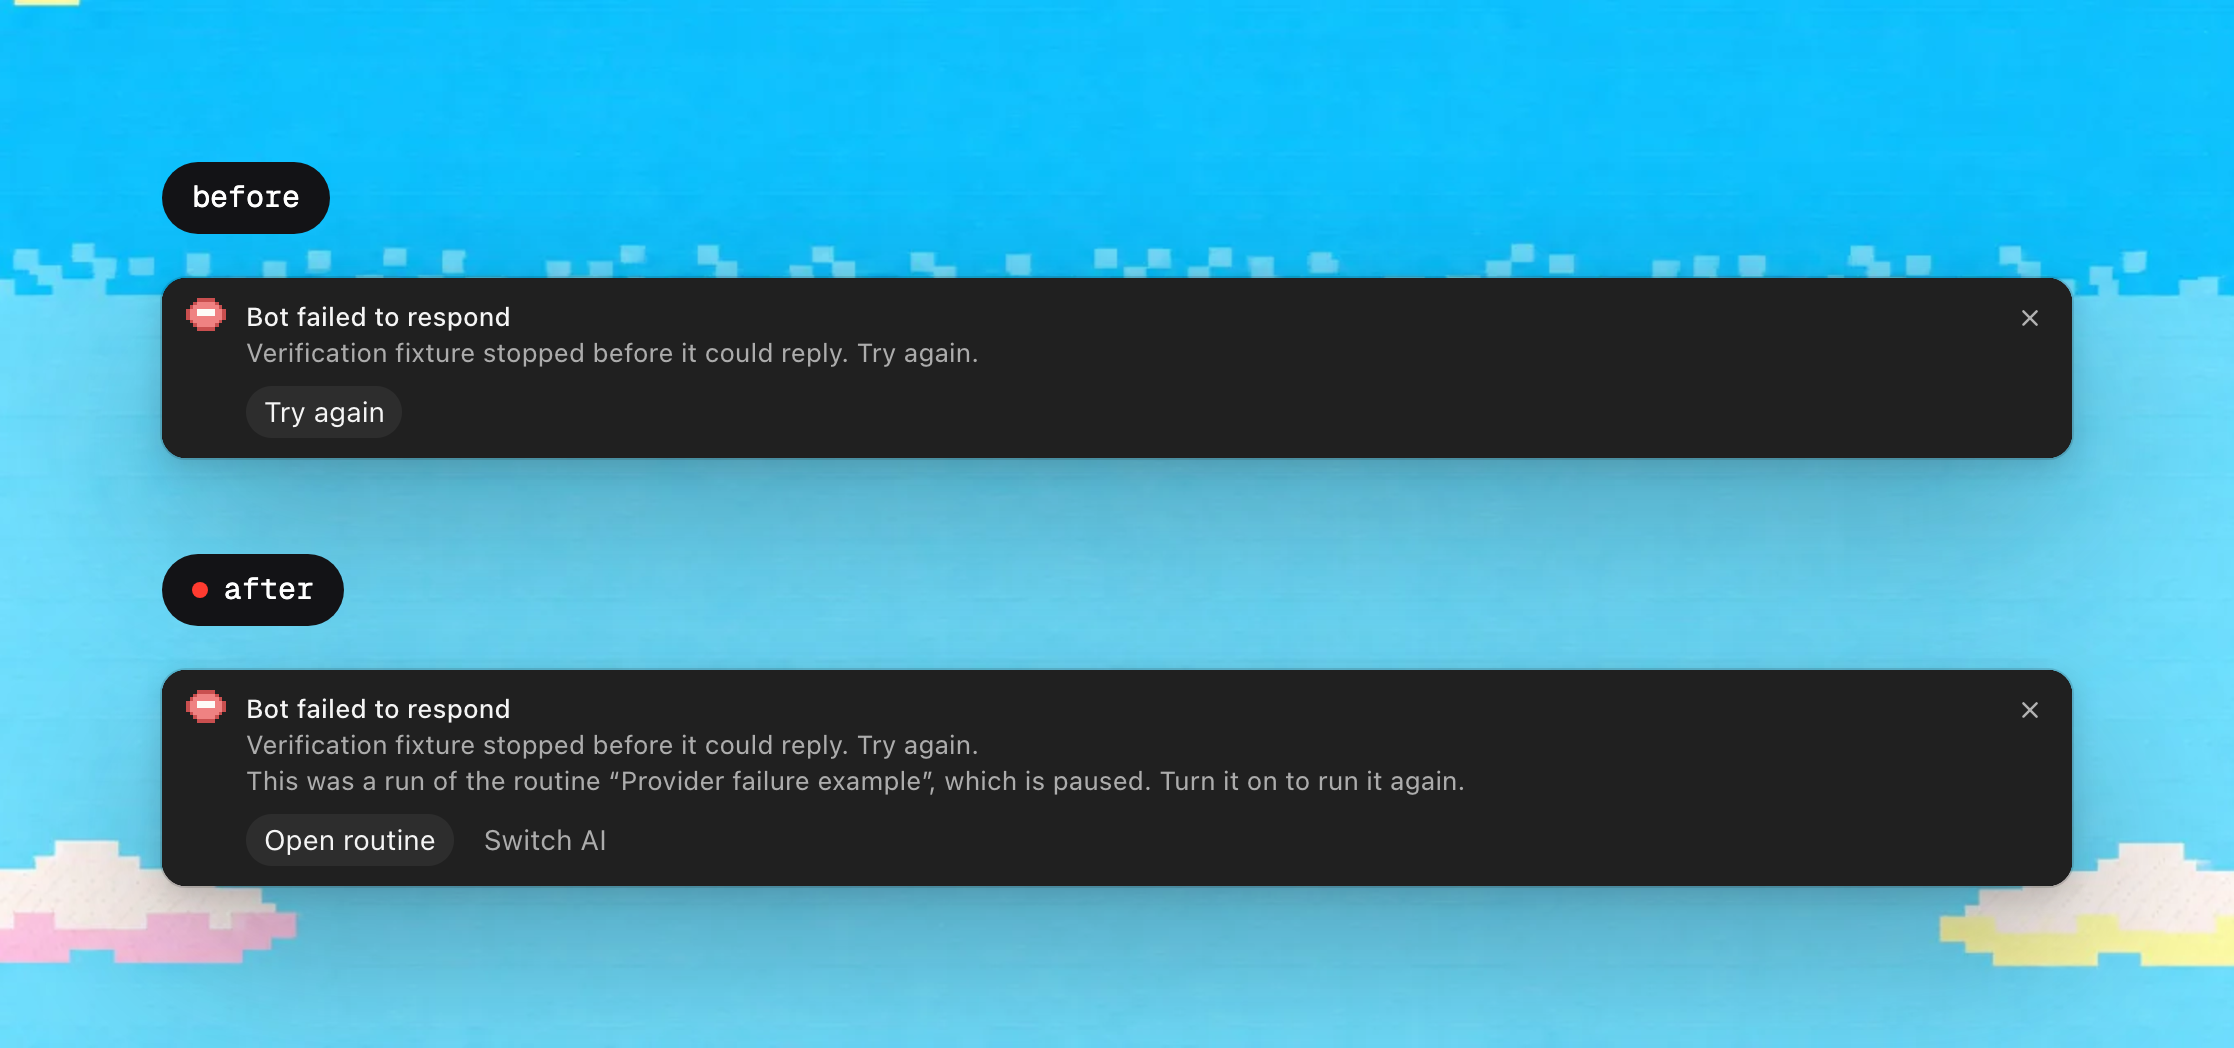 before
Bot failed to respond
Verification fixture stopped before it could reply. Try again.
Try again
after
Bot failed to respond
Verification fixture stopped before it could reply. Try again.
This was a run of the routine “Provider failure example”, which is paused. Turn it on to run it again.
Open routine
Switch AI